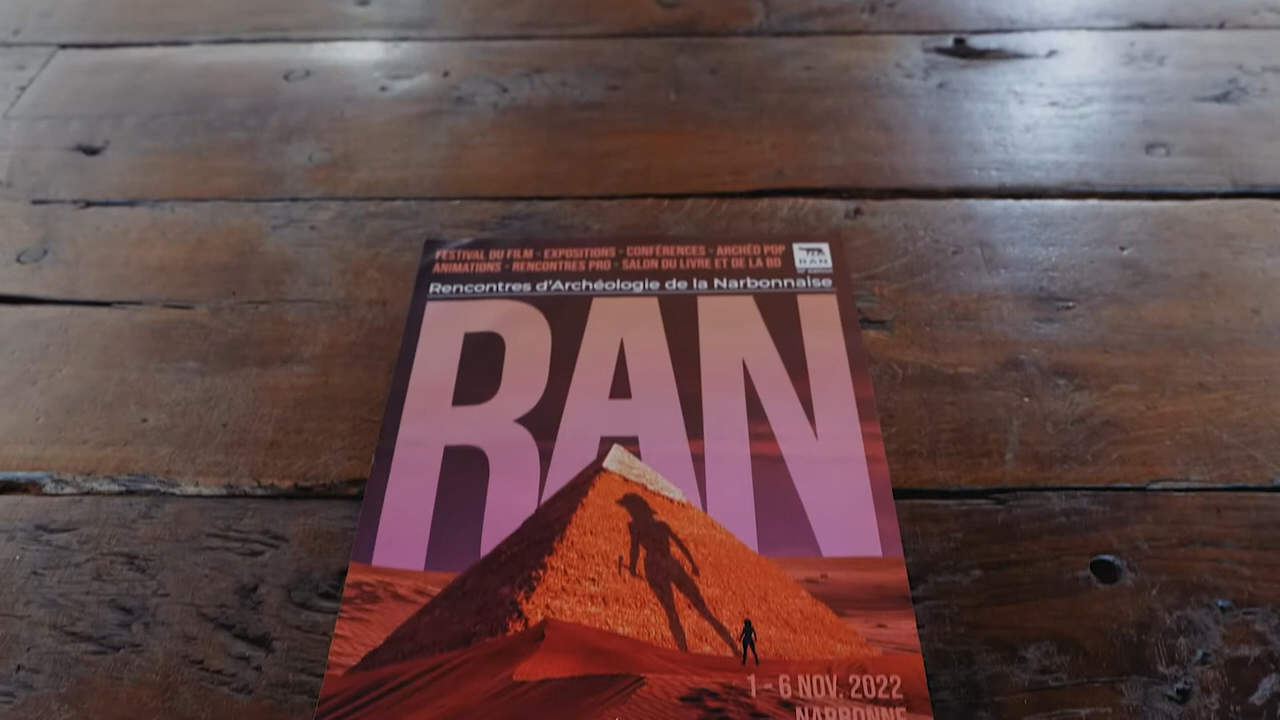 FESTIVAL DU FILM - EXPOSITIONS - CONFÉRENCES - ARCHÉO POP
ANIMATIONS - RENCONTRES PRO - SALON DU LIVRE ET DE LA BD
RAN
Rencontres d'Archéologie de la Narbonnaise
RAN
1 - 6 NOV. 2022
NARBONNE